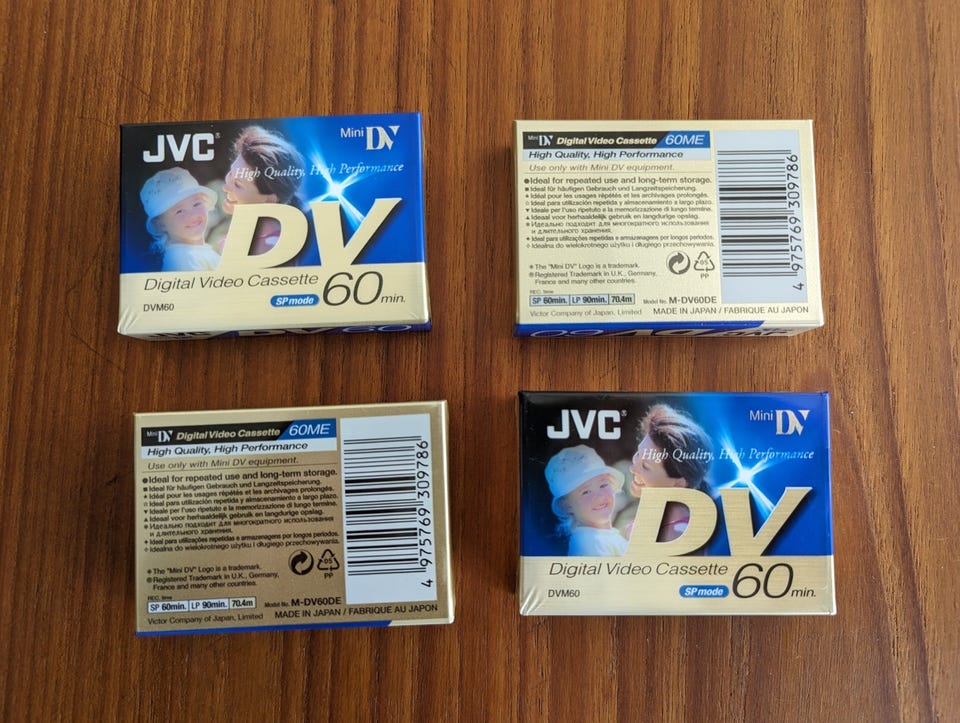 JVC®
Mini DV
High Quality, High Performance
DV
Digital Video Cassette
SP mode 60 min.
DVM60
JVC DV 60
Mini DV Digital Video Cassette 60ME
High Quality, High Performance
Use only with Mini DV equipment.
●Ideal for repeated use and long-term storage.
■Ideal für häufigen Gebrauch und Langzeitspeicherung.
♦Idéal pour les usages répétés et les archivages prolongés.
☆Ideal para utilización repetida y almacenamiento a largo plazo.
▼Ideale per l'uso ripetuto e la memorizzazione di lungo termine.
▲Ideaal voor herhaaldelijk gebruik en langdurige opslag.
Идеально подходит для многократного использования
и длительного хранения.
Ideal para utilizações repetidas e armazenagens por longos períodos.
Idealna do wielokrotnego użytku i długiego przechowywania.
The "Mini DV" Logo is a trademark.
Registered Trademark in U.K., Germany,
France and many other countries.
05
PP
REC. time
SP 60min. LP 90min. 70.4m Model No. M-DV60DE
Victor Company of Japan, Limited MADE IN JAPAN / FABRIQUE AU JAPON
4 975769 309786
DV 60
Mini DV Digital Video Cassette 60ME
High Quality, High Performance
Use only with Mini DV equipment.
●Ideal for repeated use and long-term storage.
■Ideal für häufigen Gebrauch und Langzeitspeicherung.
♦Idéal pour les usages répétés et les archivages prolongés.
☆Ideal para utilización repetida y almacenamiento a largo plazo.
▼Ideale per l'uso ripetuto e la memorizzazione di lungo termine.
▲Ideaal voor herhaaldelijk gebruik en langdurige opslag.
Идеально подходит для многократного использования
и длительного хранения.
Ideal para utilizações repetidas e armazenagens por longos períodos.
Idealna do wielokrotnego użytku i długiego przechowywania.
The "Mini DV" Logo is a trademark.
Registered Trademark in U.K., Germany,
France and many other countries.
05
PP
REC. time
SP 60min. LP 90min. 70.4m Model No. M-DV60DE
Victor Company of Japan, Limited MADE IN JAPAN / FABRIQUE AU JAPON
4 975769 309786
JVC®
Mini DV
High Quality, High Performance
DV
Digital Video Cassette
SP mode 60 min.
DVM60